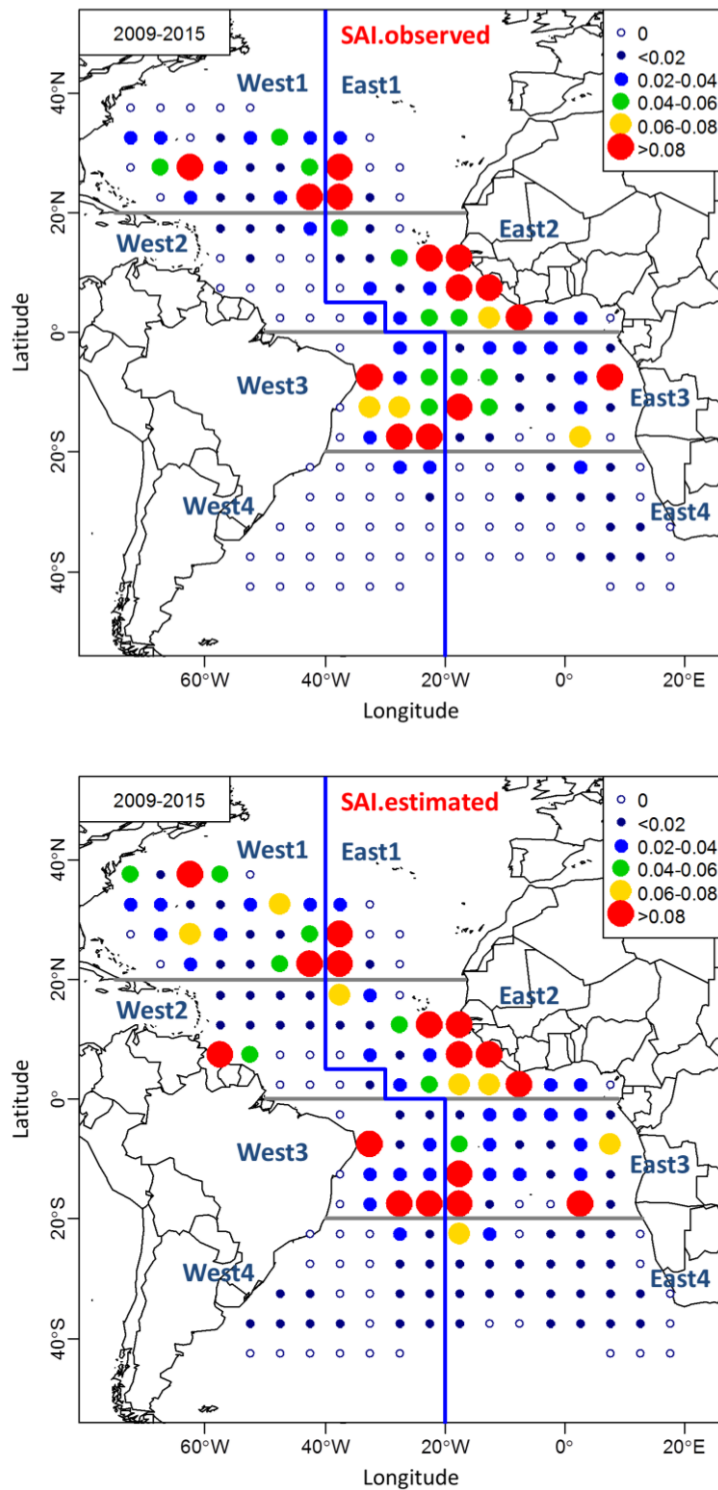 2009-2015
SAI.observed
0
<0.02
0.02-0.04
0.04-0.06
0.06-0.08
>0.08
West1
East1
West2
East2
West3
East3
West4
East4
40°N
20°N
0°
20°S
40°S
Latitude
60°W
40°W
20°W
0°
20°E
Longitude
2009-2015
SAI.estimated
0
<0.02
0.02-0.04
0.04-0.06
0.06-0.08
>0.08
West1
East1
West2
East2
West3
East3
West4
East4
40°N
20°N
0°
20°S
40°S
Latitude
60°W
40°W
20°W
0°
20°E
Longitude